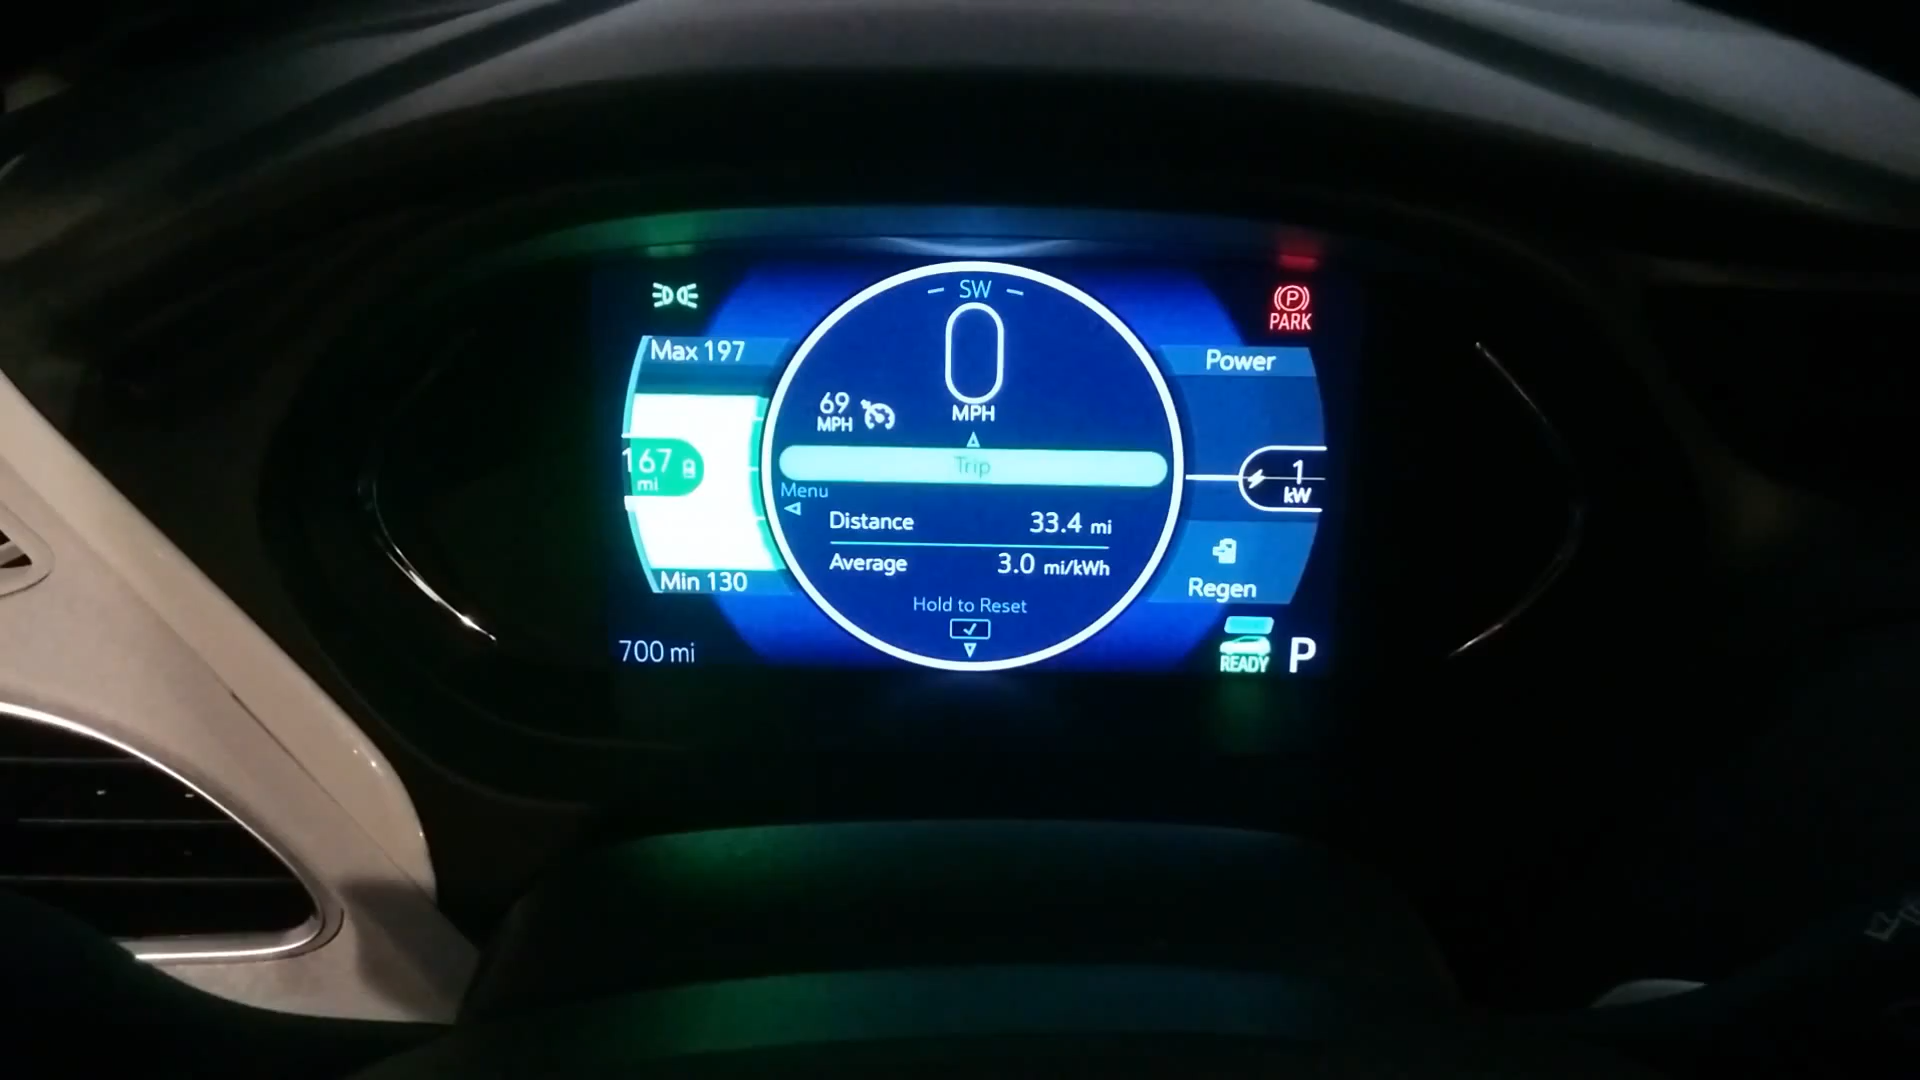 SW
0
MPH
PARK
Max 197
Power
69
MPH
Trip
167
mi
1
kW
Menu
Distance 33.4 mi
Average 3.0 mi/kWh
Min 130
Regen
Hold to Reset
700 mi
READY
P